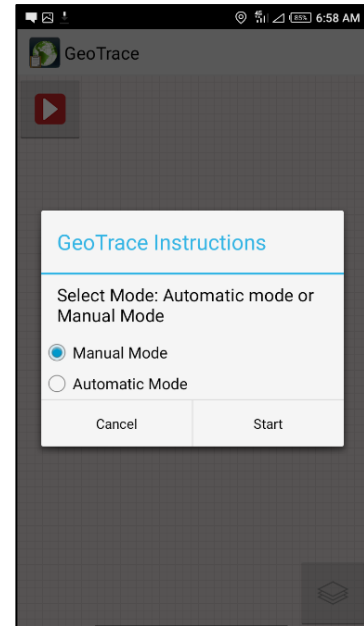 85% 6:58 AM
GeoTrace
GeoTrace Instructions
Select Mode: Automatic mode or
Manual Mode
Manual Mode
Automatic Mode
Cancel Start